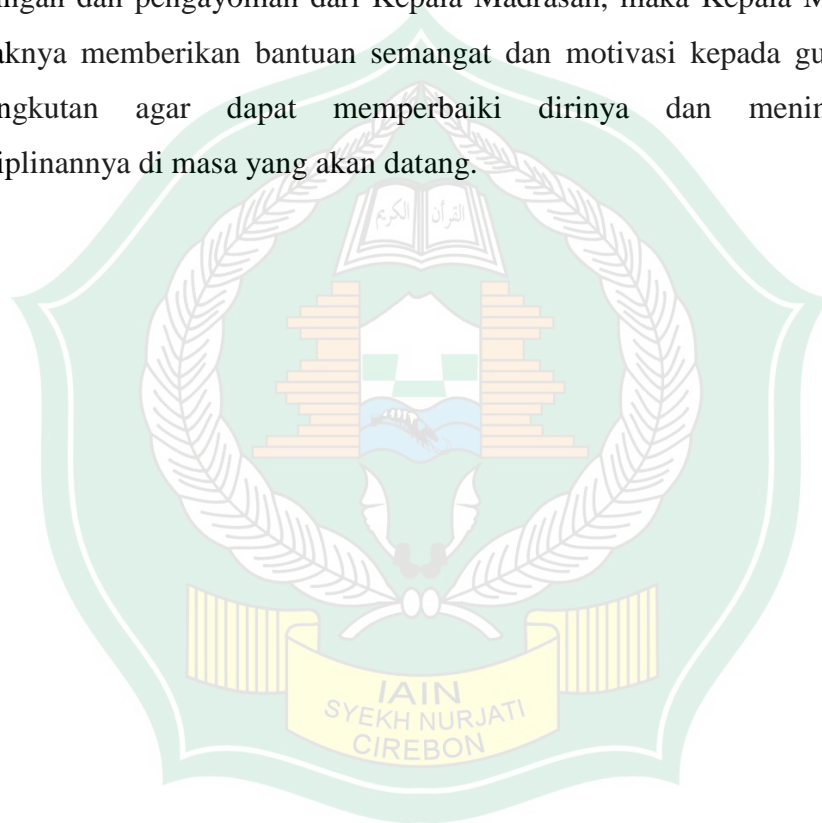 ngan dan pengayoman dari Kepala Madrasah, maka Kepala M
aknya memberikan bantuan semangat dan motivasi kepada gu
ngkutan agar dapat memperbaiki dirinya dan menin
iplinannya di masa yang akan datang.
القرآن الكريم
IAIN
SYEKH NURJATI
CIREBON